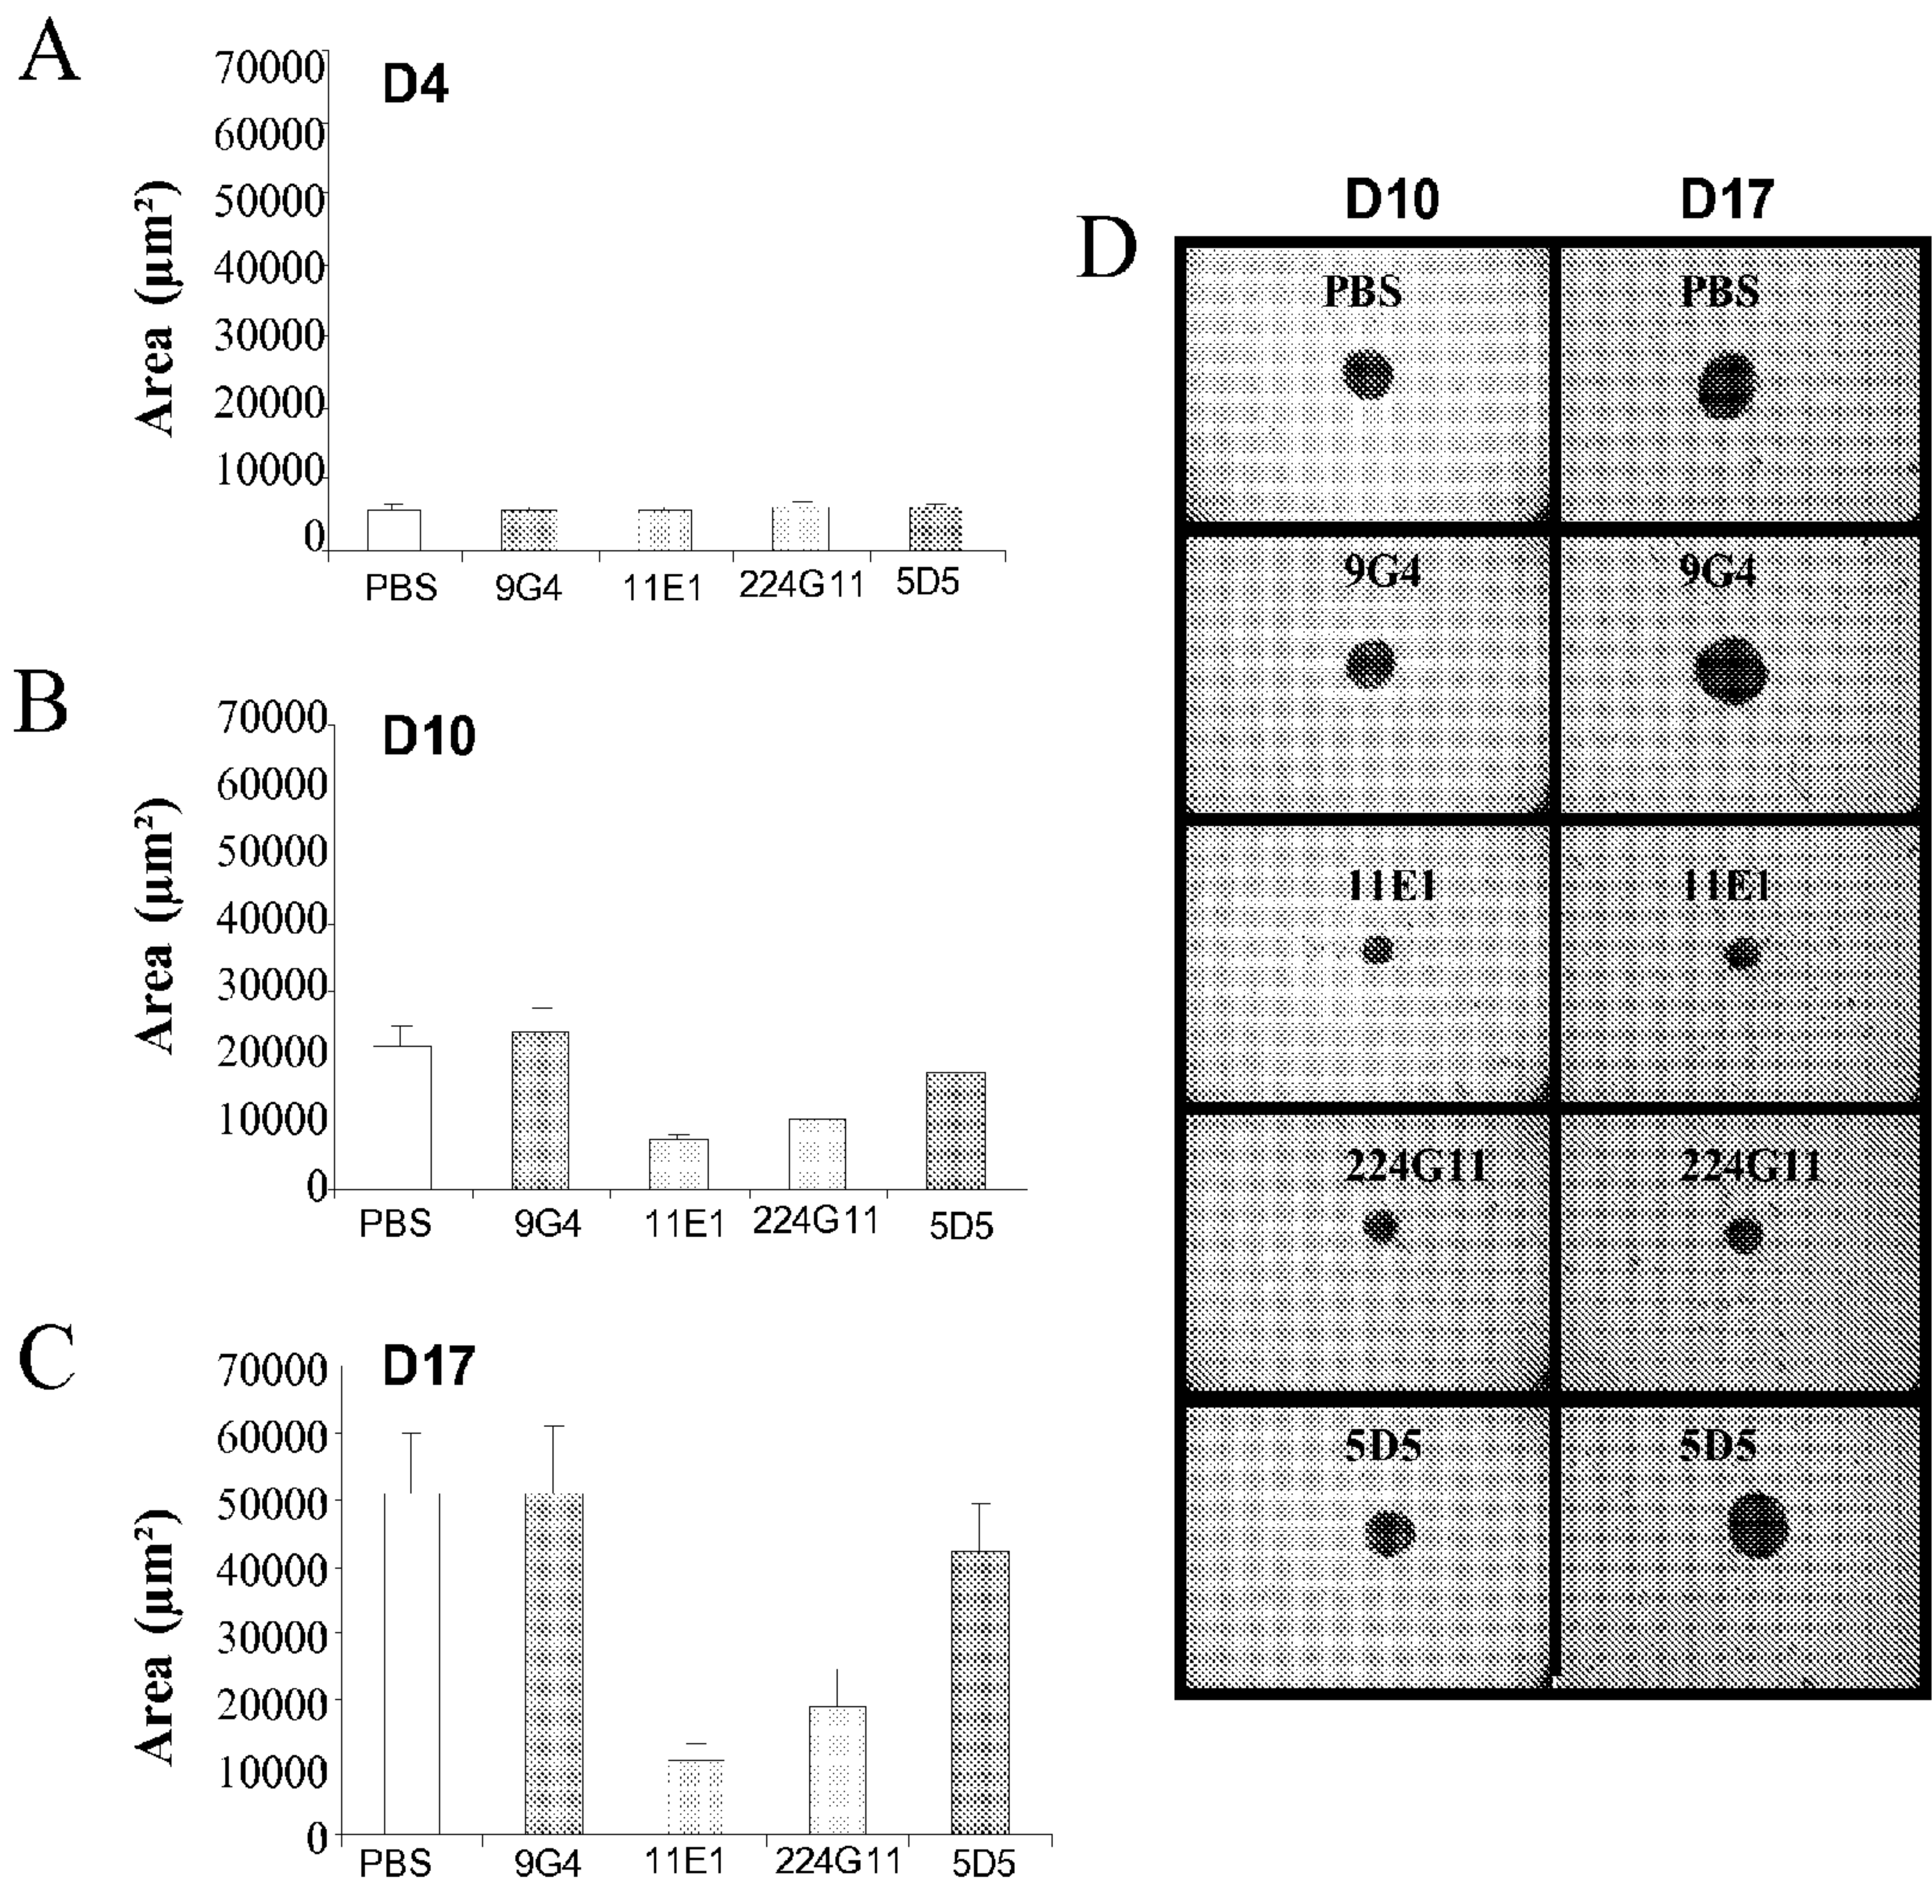 A
D4
Area (µm²)
70000
60000
50000
40000
30000
20000
10000
0
PBS 9G4 11E1 224G11 5D5
B
D10
Area (µm²)
70000
60000
50000
40000
30000
20000
10000
0
PBS 9G4 11E1 224G11 5D5
C
D17
Area (µm²)
70000
60000
50000
40000
30000
20000
10000
0
PBS 9G4 11E1 224G11 5D5
D
D10 D17
PBS PBS
9G4 9G4
11E1 11E1
224G11 224G11
5D5 5D5